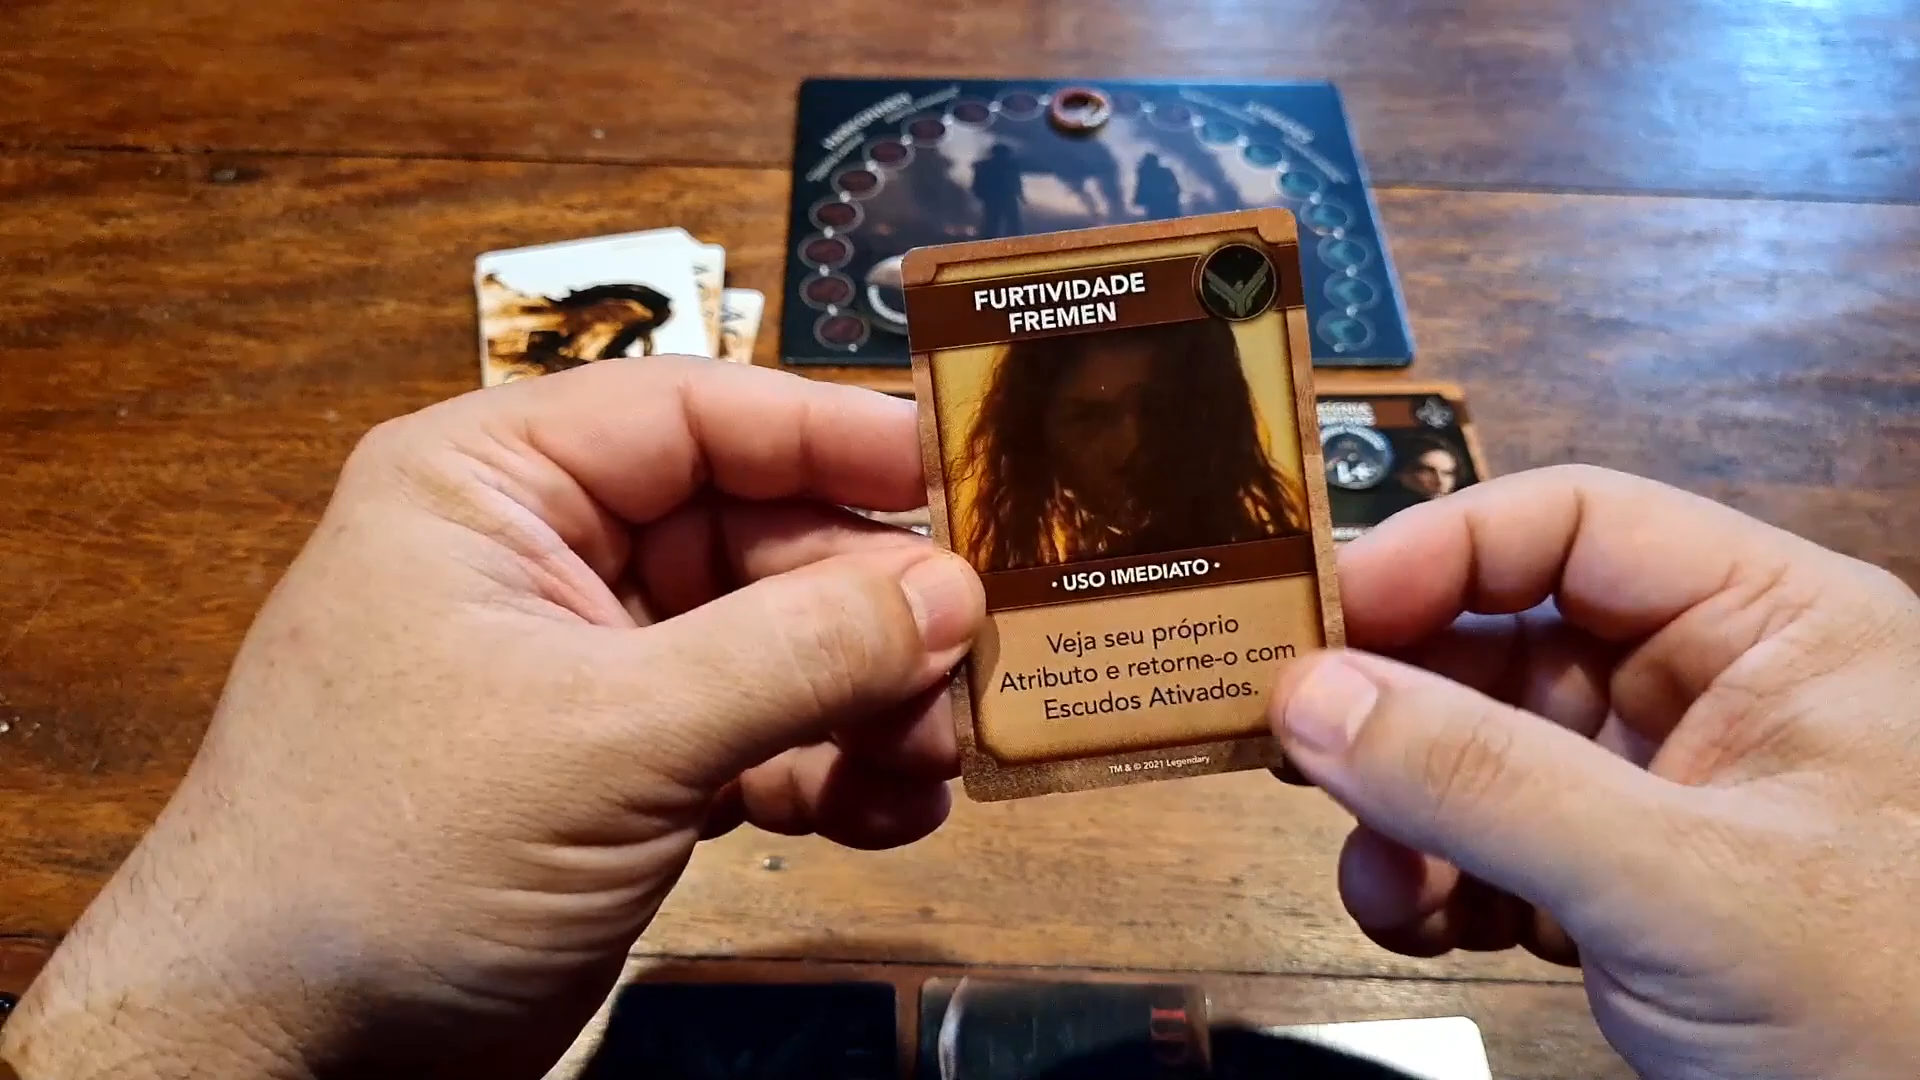 FURTIVIDADE
FREMEN
• USO IMEDIATO •
Veja seu próprio
Atributo e retorne-o com
Escudos Ativados.
TM & © 2021 Legendary